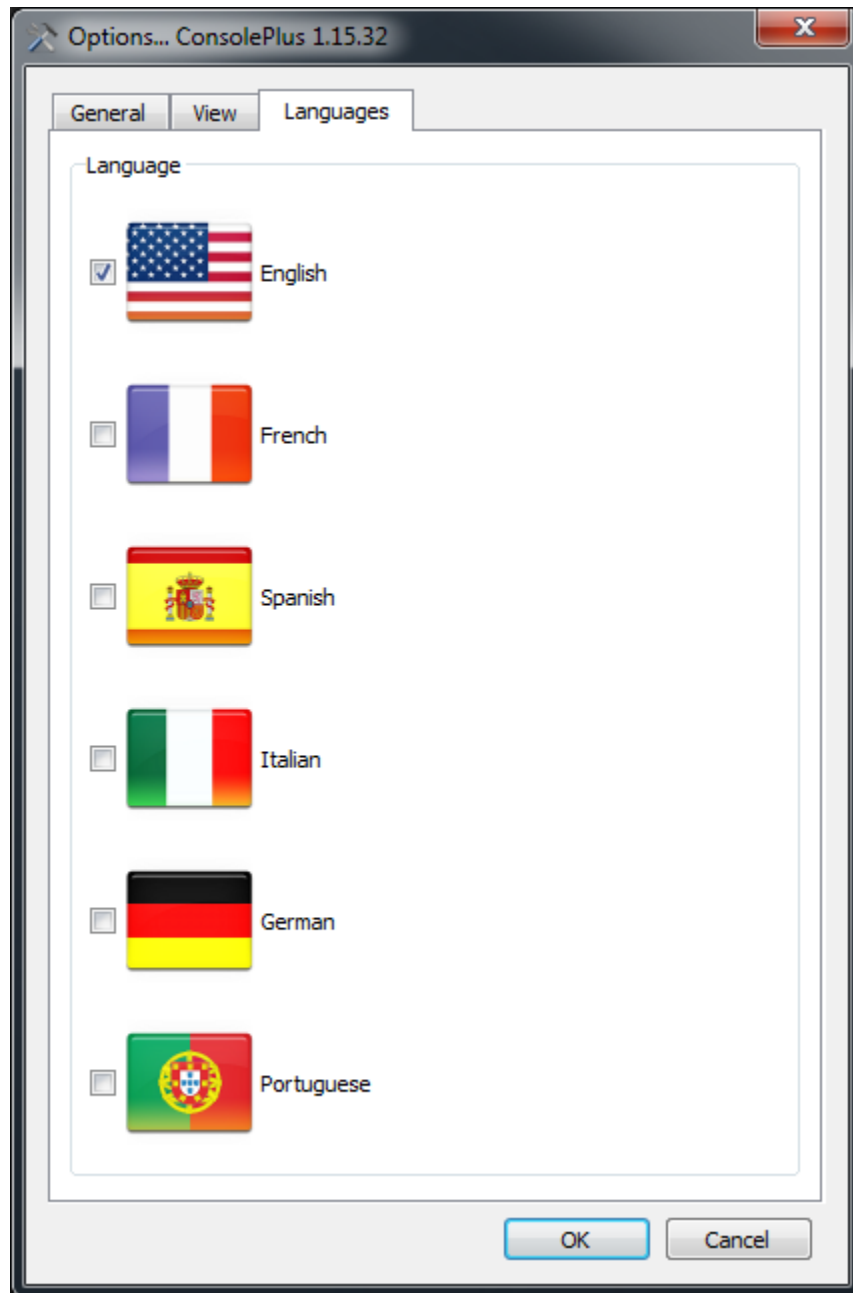 Options... ConsolePlus 1.15.32
General View Languages
Language
English
French
Spanish
Italian
German
Portuguese
OK Cancel